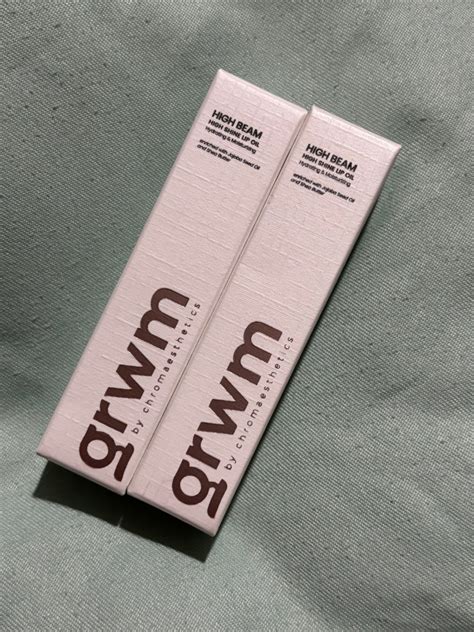 HIGH BEAM
HIGH SHINE LIP OIL
Hydrating & Moisturizing
enriched with Jojoba Seed Oil
and Shea Butter
grwm
by chromaesthetics
HIGH BEAM
HIGH SHINE LIP OIL
Hydrating & Moisturizing
enriched with Jojoba Seed Oil
and Shea Butter
grwm
by chromaesthetics